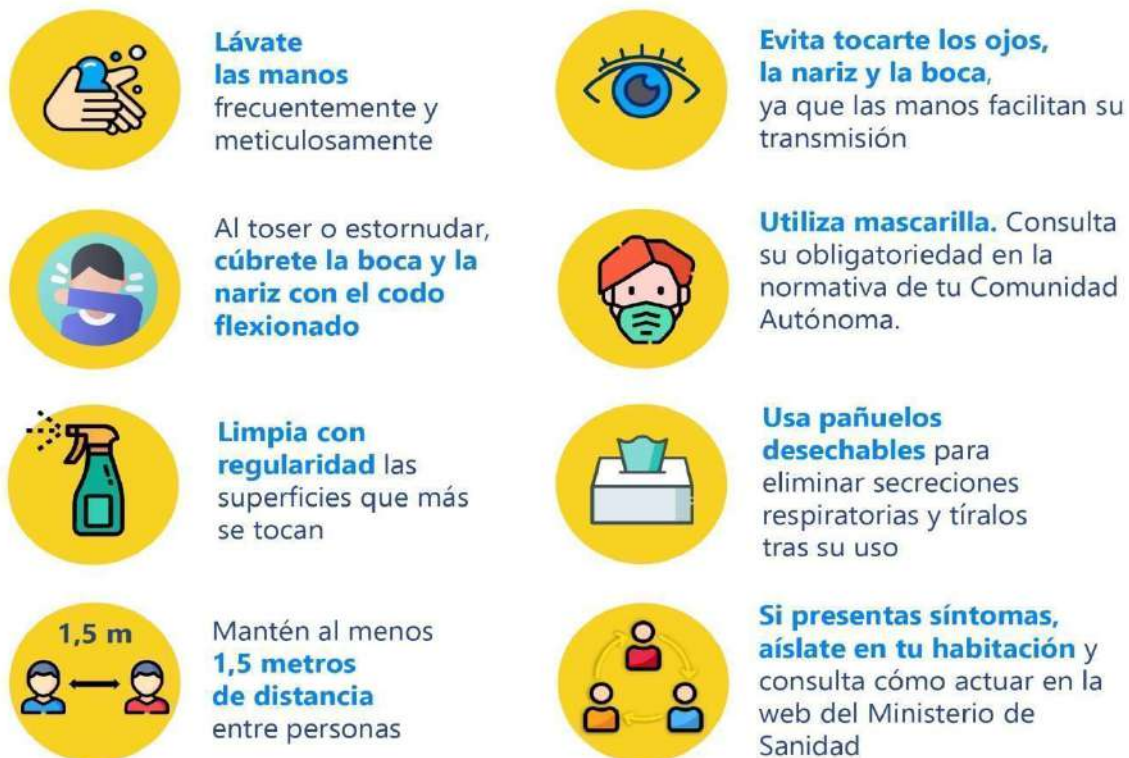 Lávate
las manos
frecuentemente y
meticulosamente
Evita tocarte los ojos,
la nariz y la boca,
ya que las manos facilitan su
transmisión
Al toser o estornudar,
cúbrete la boca y la
nariz con el codo
flexionado
Utiliza mascarilla. Consulta
su obligatoriedad en la
normativa de tu Comunidad
Autónoma.
Limpia con
regularidad las
superficies que más
se tocan
Usa pañuelos
desechables para
eliminar secreciones
respiratorias y tíralos
tras su uso
1,5 m
Mantén al menos
1,5 metros
de distancia
entre personas
Si presentas síntomas,
aíslate en tu habitación y
consulta cómo actuar en la
web del Ministerio de
Sanidad